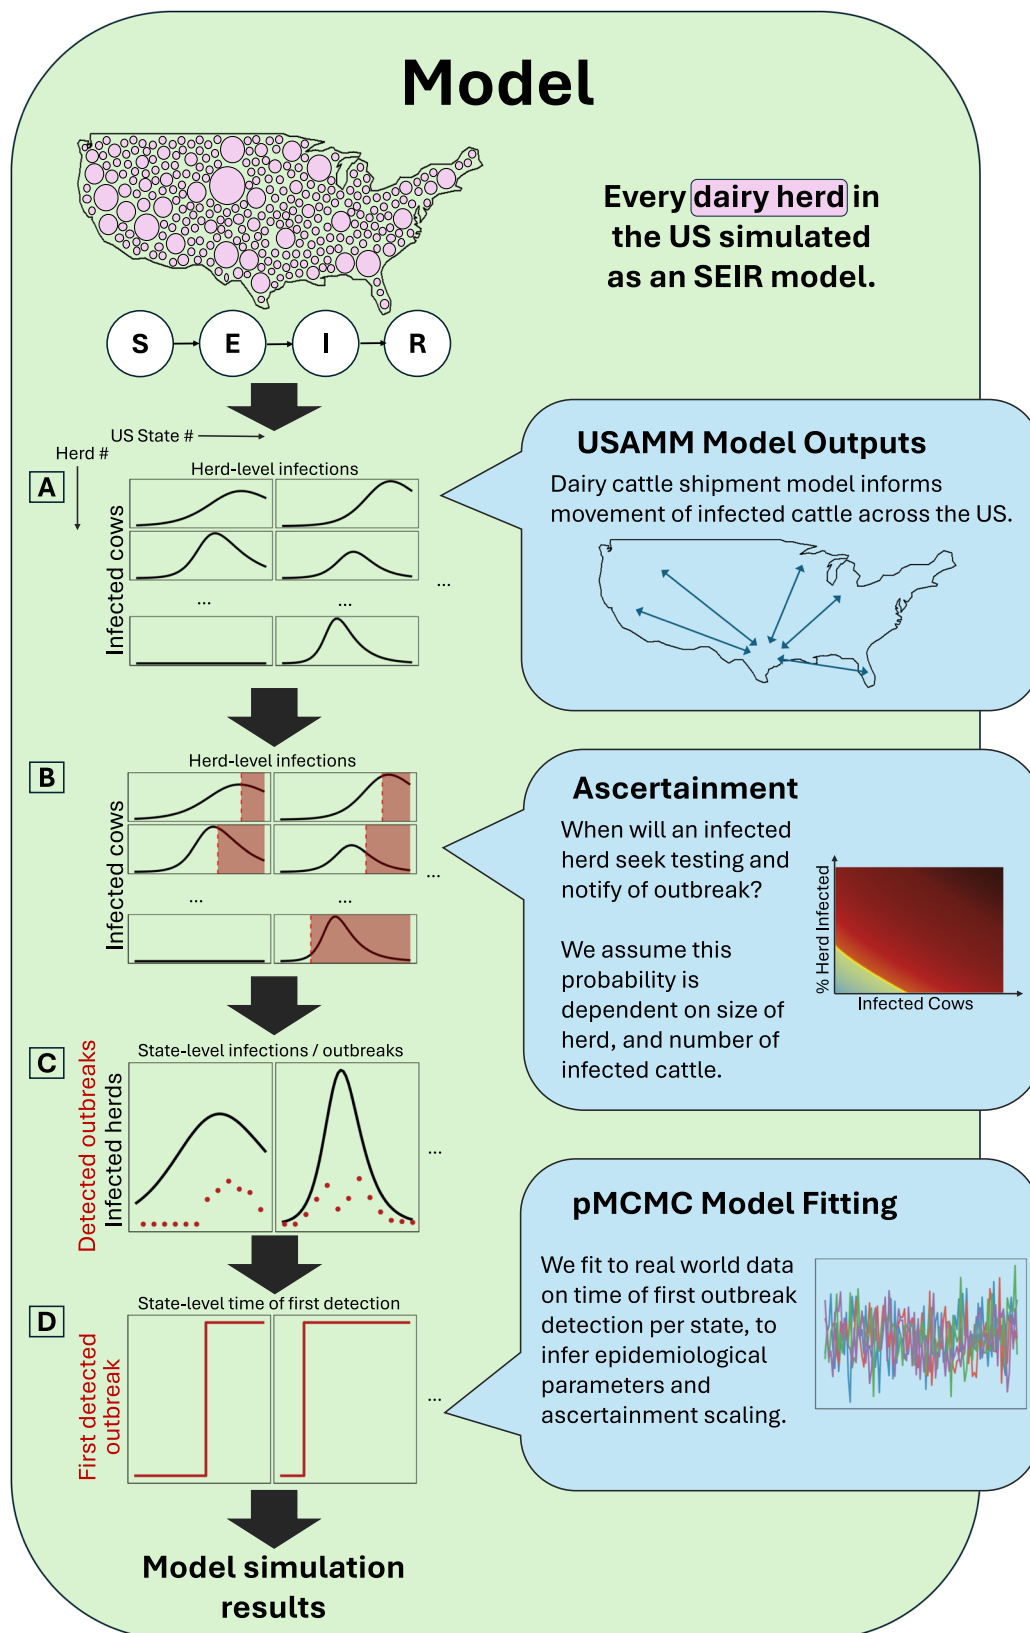 Model
Every dairy herd in
the US simulated
as an SEIR model.
S
E
I
R
US State #
Herd #
A
Herd-level infections
Infected cows
...
...
...
USAMM Model Outputs
Dairy cattle shipment model informs
movement of infected cattle across the US.
B
Herd-level infections
Infected cows
...
...
...
Ascertainment
When will an infected
herd seek testing and
notify of outbreak?
We assume this
probability is
dependent on size of
herd, and number of
infected cattle.
% Herd Infected
Infected Cows
C
State-level infections / outbreaks
Detected outbreaks
Infected herds
...
pMCMC Model Fitting
We fit to real world data
on time of first outbreak
detection per state, to
infer epidemiological
parameters and
ascertainment scaling.
D
State-level time of first detection
First detected
outbreak
...
Model simulation
results